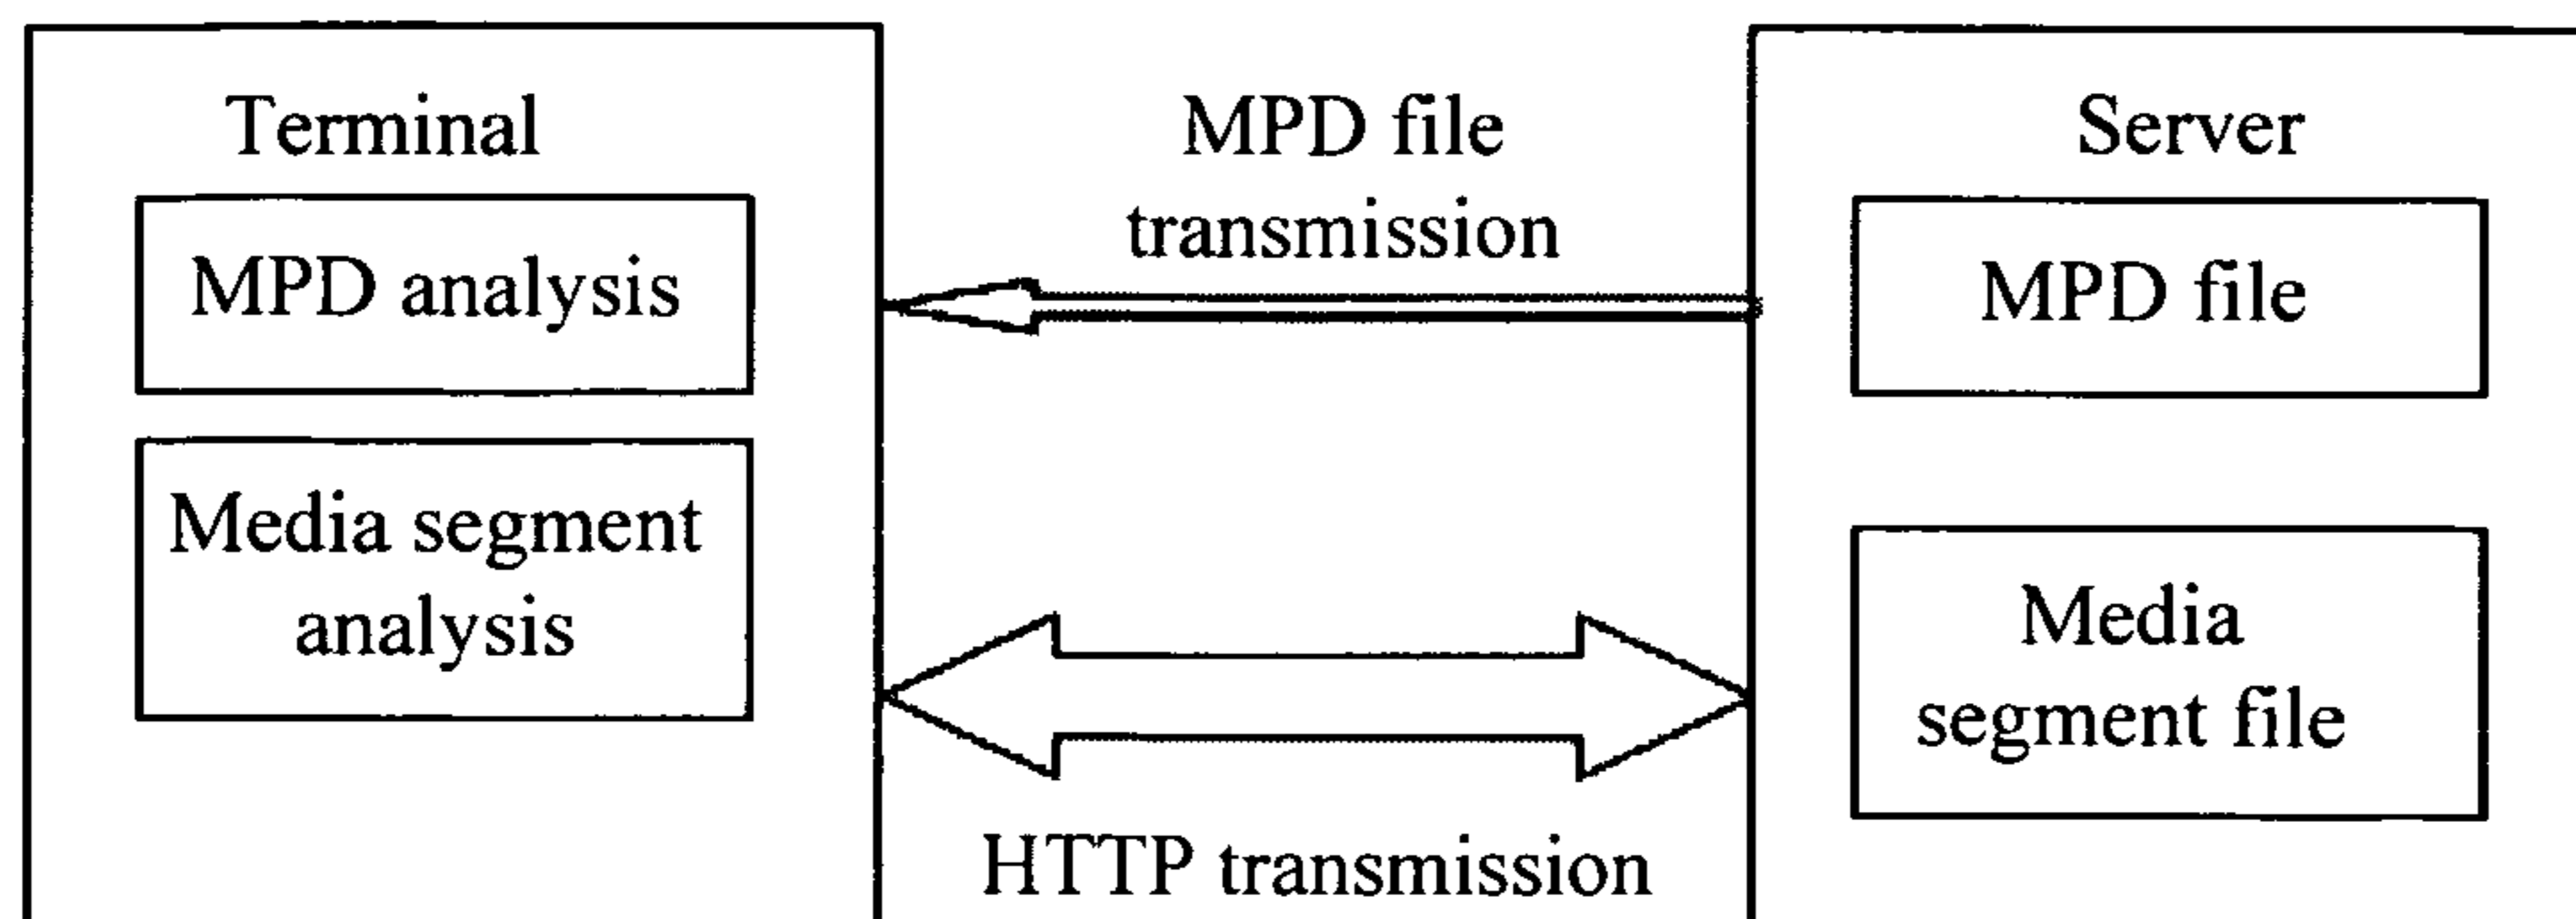 Terminal
MPD analysis
Media segment
analysis
MPD file
transmission
HTTP transmission
Server
MPD file
Media
segment file